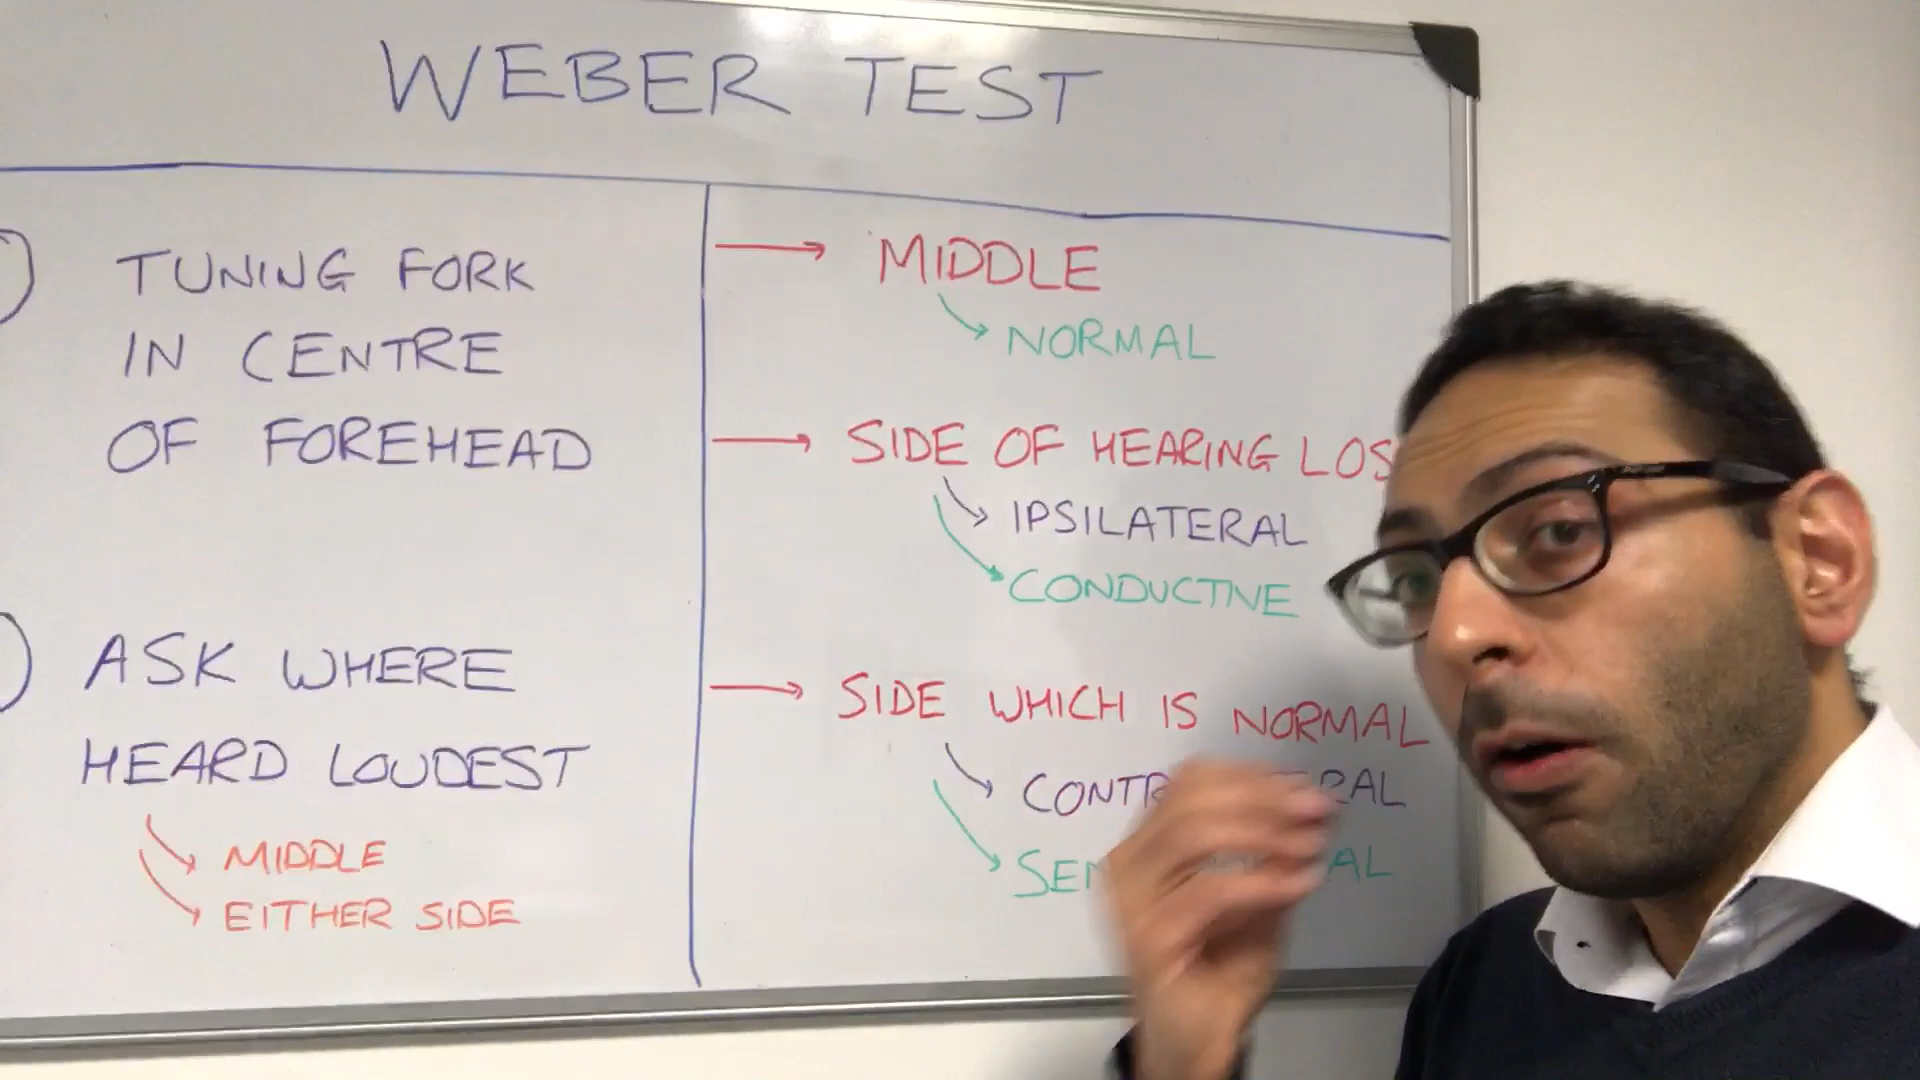 WEBER TEST
TUNING FORK
IN CENTRE
OF FOREHEAD
ASK WHERE
HEARD LOUDEST
MIDDLE
EITHER SIDE
MIDDLE
NORMAL
SIDE OF HEARING LOS
IPSILATERAL
CONDUCTIVE
SIDE WHICH IS NORMAL